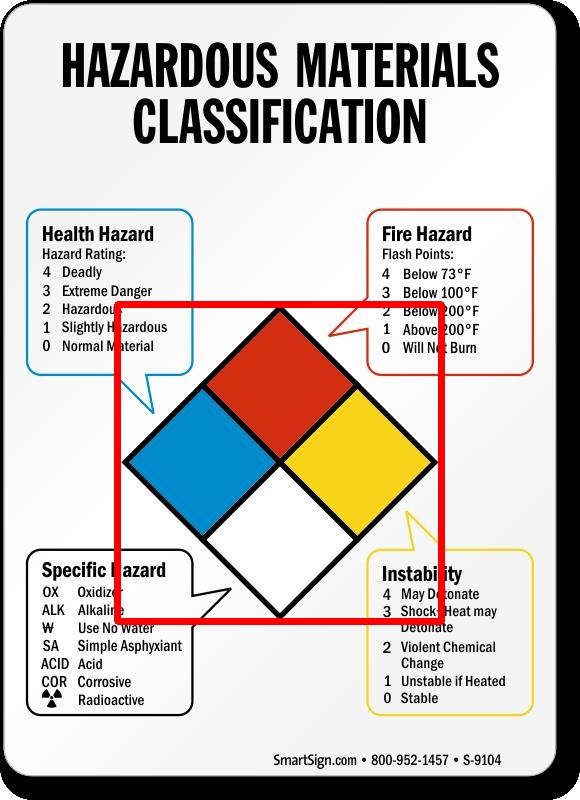 HAZARDOUS MATERIALS
CLASSIFICATION
Health Hazard
Hazard Rating:
4 Deadly
3 Extreme Danger
2 Hazardous
1 Slightly Hazardous
0 Normal Material
Fire Hazard
Flash Points:
4 Below 73°F
3 Below 100°F
2 Below 200°F
1 Above 200°F
0 Will Not Burn
Specific Hazard
OX Oxidizer
ALK Alkaline
W̶ Use No Water
SA Simple Asphyxiant
ACID Acid
COR Corrosive
☢ Radioactive
Instability
4 May Detonate
3 Shock-Heat may
Detonate
2 Violent Chemical
Change
1 Unstable if Heated
0 Stable
SmartSign.com • 800-952-1457 • S-9104